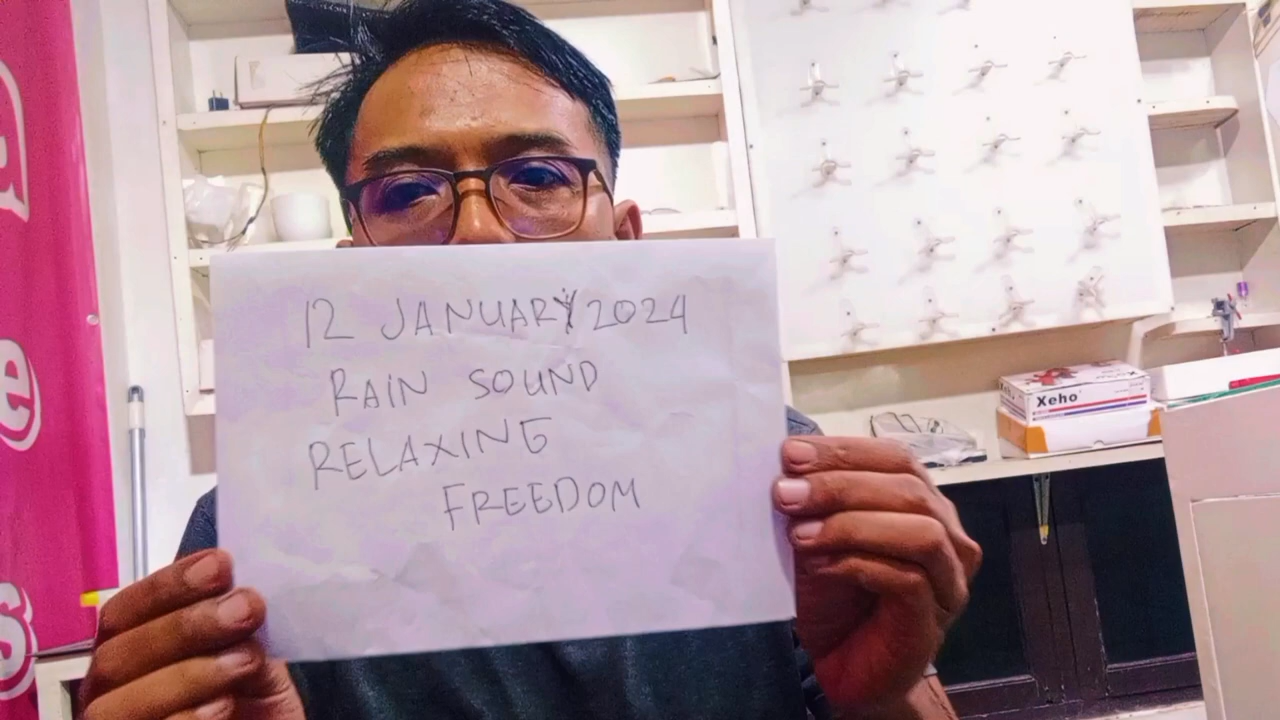 12 JANUARY 2024
RAIN SOUND
RELAXING
FREEDOM
Xeho
e
s